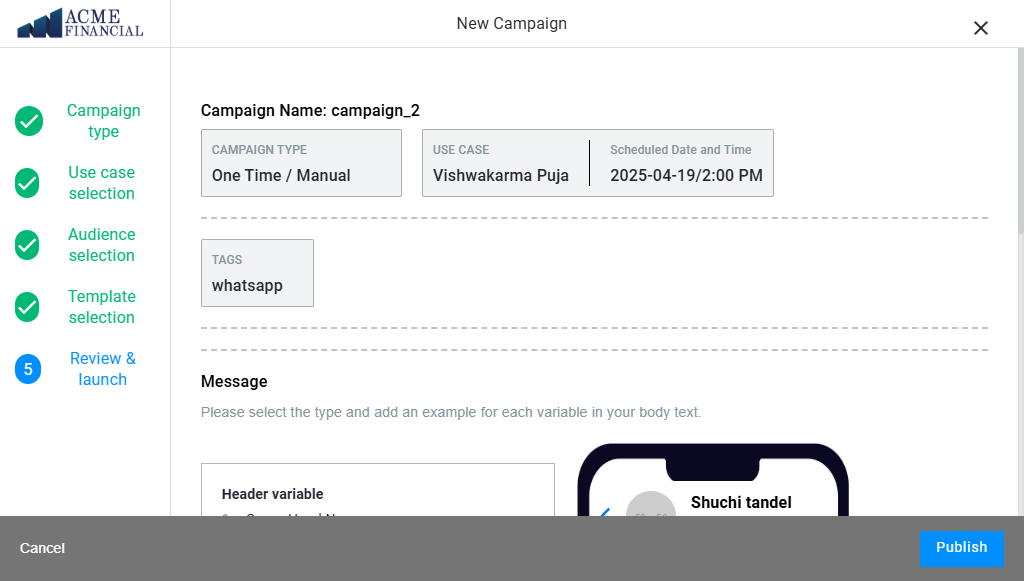 ACME
FINANCIAL
New Campaign
Campaign
type
Use case
selection
Audience
selection
Template
selection
5
Review &
launch
Campaign Name: campaign_2
CAMPAIGN TYPE
One Time / Manual
USE CASE
Vishwakarma Puja
Scheduled Date and Time
2025-04-19/2:00 PM
TAGS
whatsapp
Message
Please select the type and add an example for each variable in your body text.
Header variable
Shuchi tandel
Cancel
Publish